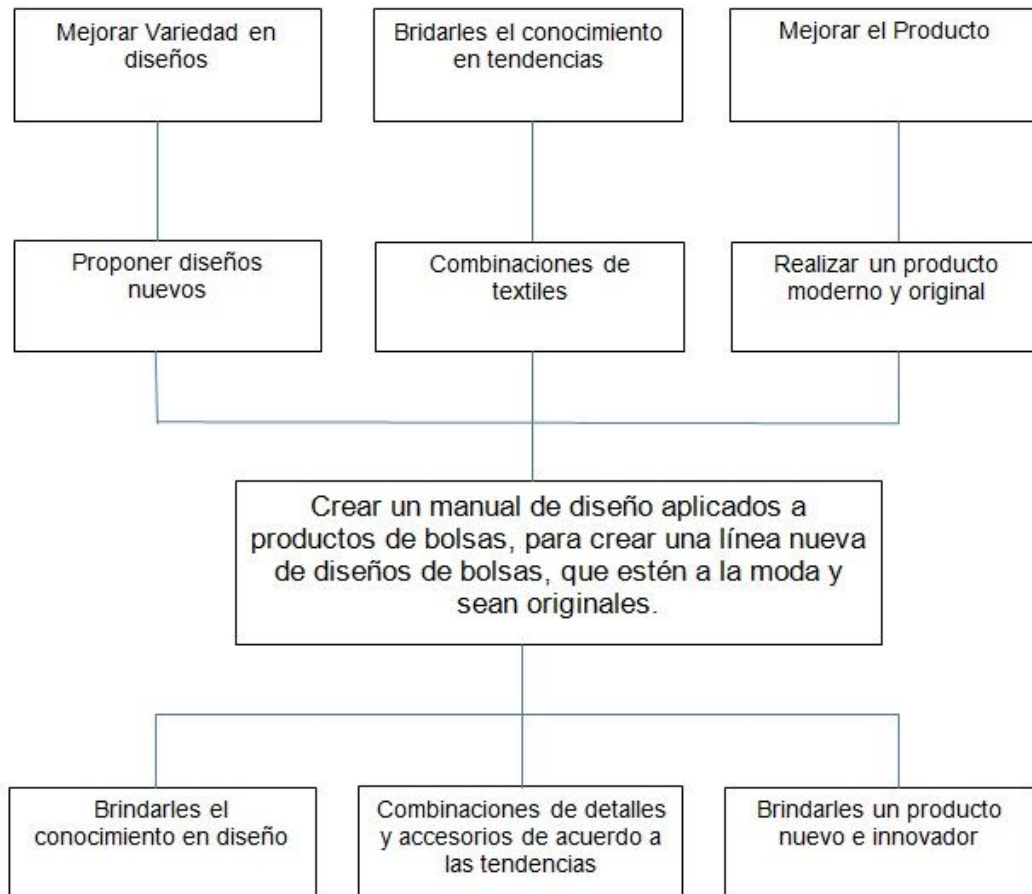 Mejorar Variedad en
diseños
Bridarles el conocimiento
en tendencias
Mejorar el Producto
Proponer diseños
nuevos
Combinaciones de
textiles
Realizar un producto
moderno y original
Crear un manual de diseño aplicados a
productos de bolsas, para crear una línea nueva
de diseños de bolsas, que estén a la moda y
sean originales.
Brindarles el
conocimiento en diseño
Combinaciones de detalles
y accesorios de acuerdo a
las tendencias
Brindarles un producto
nuevo e innovador